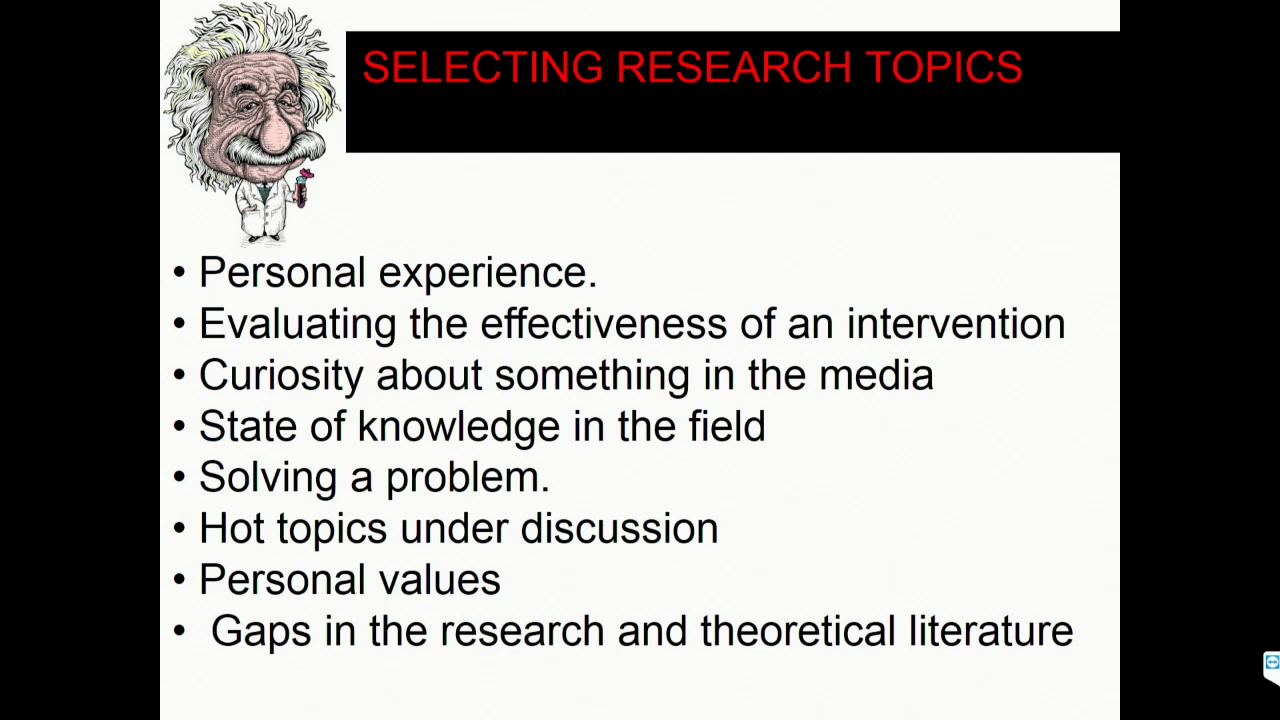 SELECTING RESEARCH TOPICS
• Personal experience.
• Evaluating the effectiveness of an intervention
• Curiosity about something in the media
• State of knowledge in the field
• Solving a problem.
• Hot topics under discussion
• Personal values
• Gaps in the research and theoretical literature